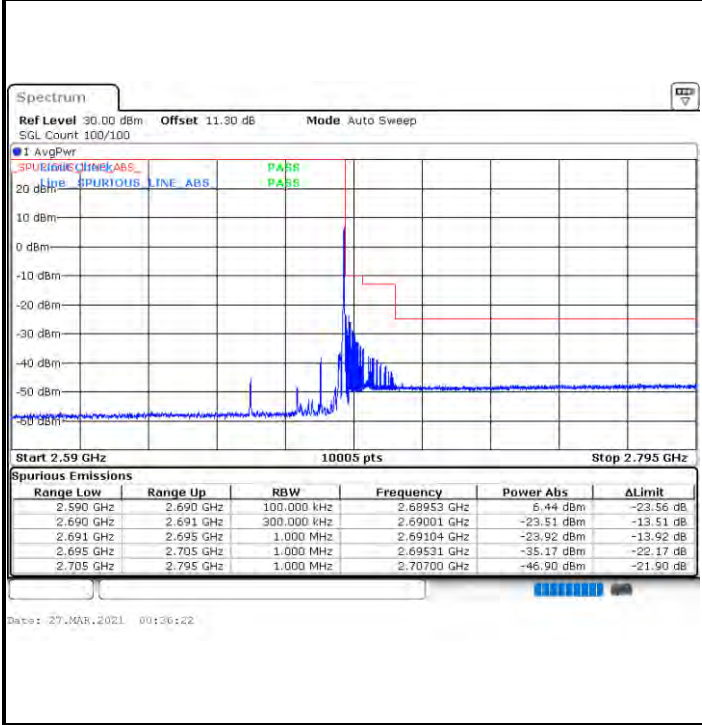 Spectrum
Ref Level 30.00 dBm Offset 11.30 dB Mode Auto Sweep
SGL Count 100/100
1 AvgPwr
Limit Check PASS
_SPURIOUS_LINE_ABS_
Line _SPURIOUS_LINE_ABS_ PASS
20 dBm
10 dBm
0 dBm
-10 dBm
-20 dBm
-30 dBm
-40 dBm
-50 dBm
-60 dBm
Start 2.59 GHz 10005 pts Stop 2.795 GHz
Spurious Emissions
Range Low Range Up RBW Frequency Power Abs ΔLimit
2.590 GHz 2.690 GHz 100.000 kHz 2.68953 GHz 6.44 dBm -23.56 dB
2.690 GHz 2.691 GHz 300.000 kHz 2.69001 GHz -23.51 dBm -13.51 dB
2.691 GHz 2.695 GHz 1.000 MHz 2.69104 GHz -23.92 dBm -13.92 dB
2.695 GHz 2.705 GHz 1.000 MHz 2.69531 GHz -35.17 dBm -22.17 dB
2.705 GHz 2.795 GHz 1.000 MHz 2.70700 GHz -46.90 dBm -21.90 dB
Date: 27.MAR.2021 00:36:22